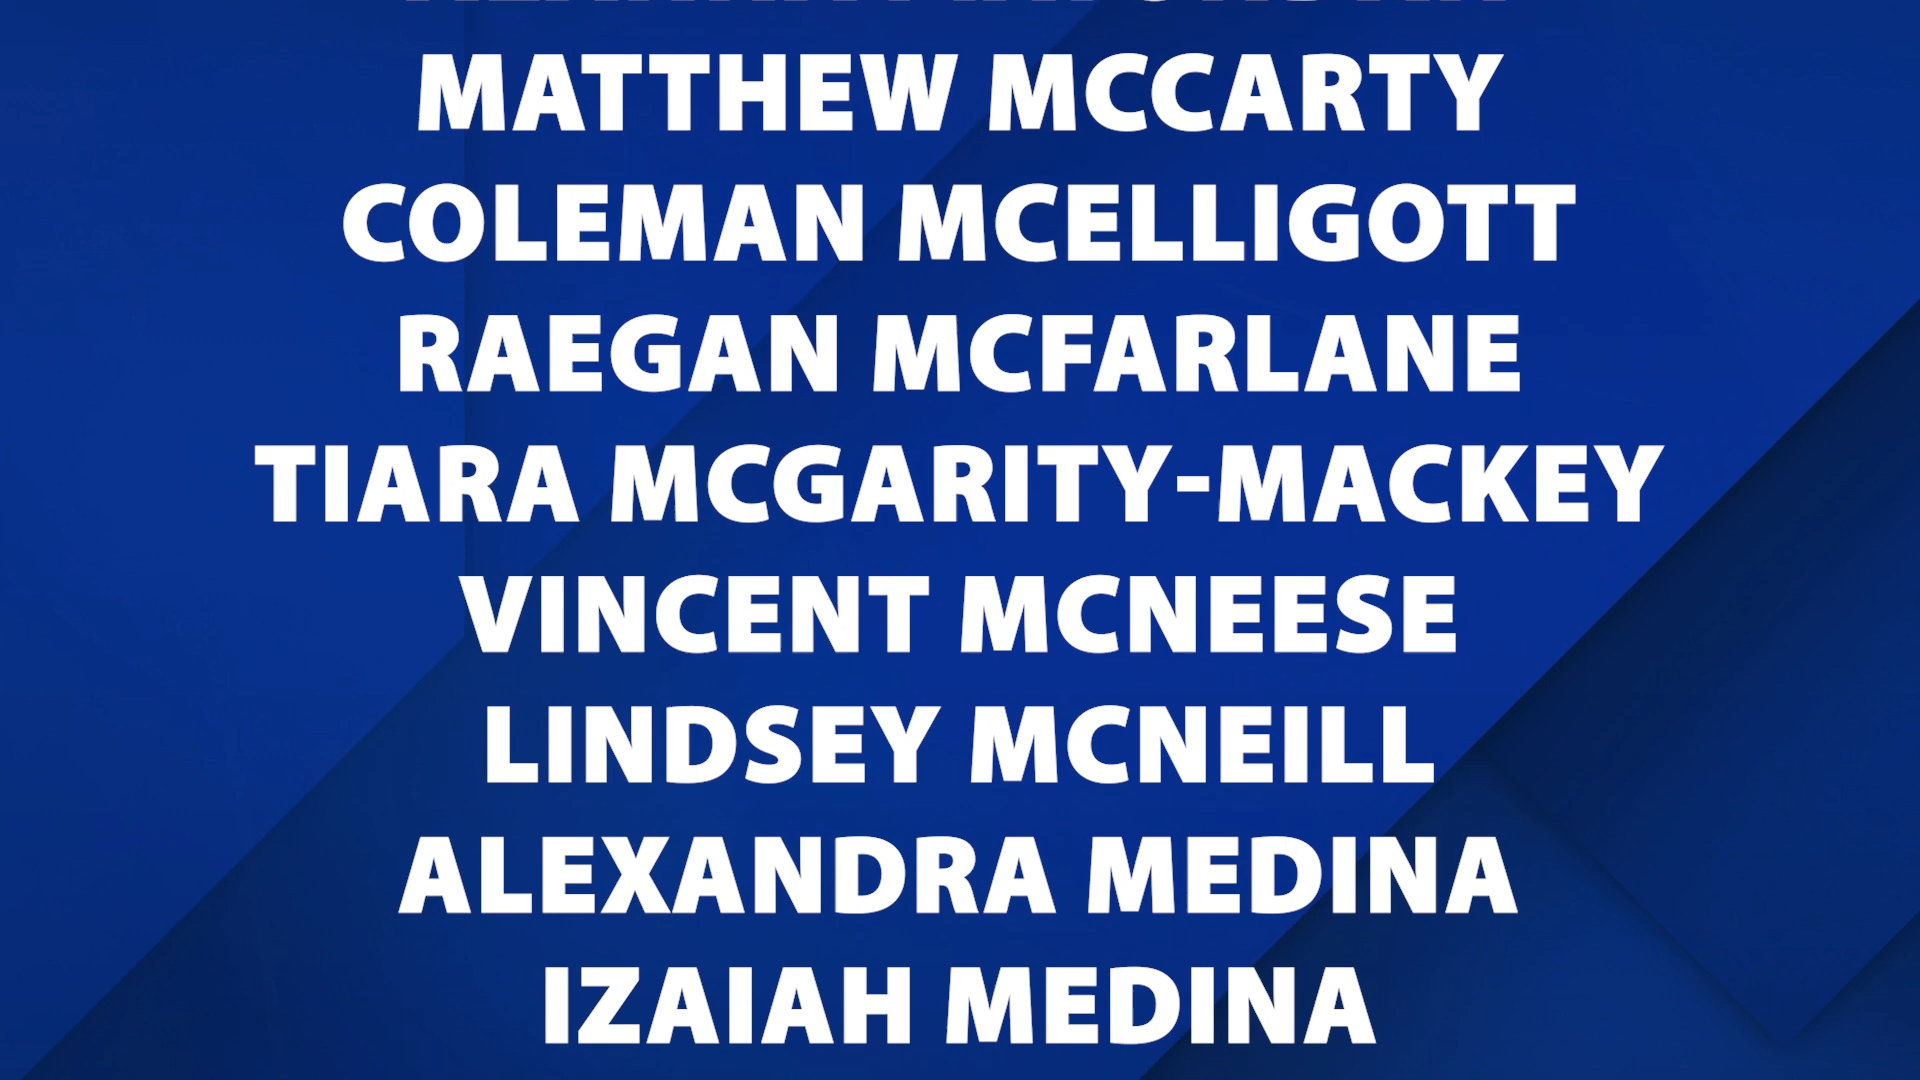 MATTHEW MCCARTY
COLEMAN MCELLIGOTT
RAEGAN MCFARLANE
TIARA MCGARITY-MACKEY
VINCENT MCNEESE
LINDSEY MCNEILL
ALEXANDRA MEDINA
IZAIAH MEDINA